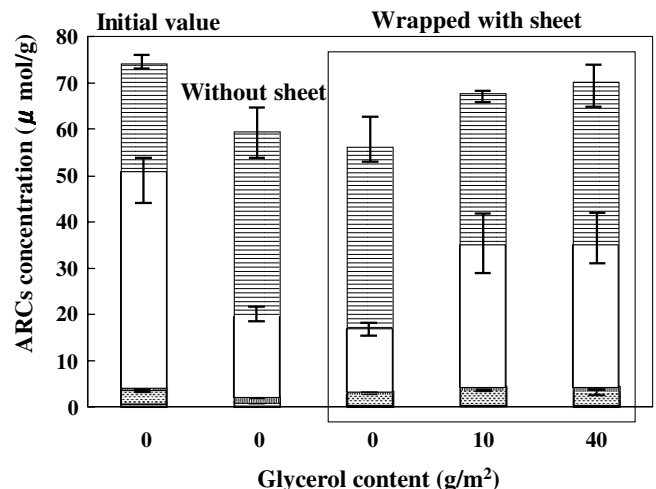 Initial value
Wrapped with sheet
Without sheet
ARCs concentration (μ mol/g)
80
70
60
50
40
30
20
10
0
0 0 0 10 40
Glycerol content (g/m²)